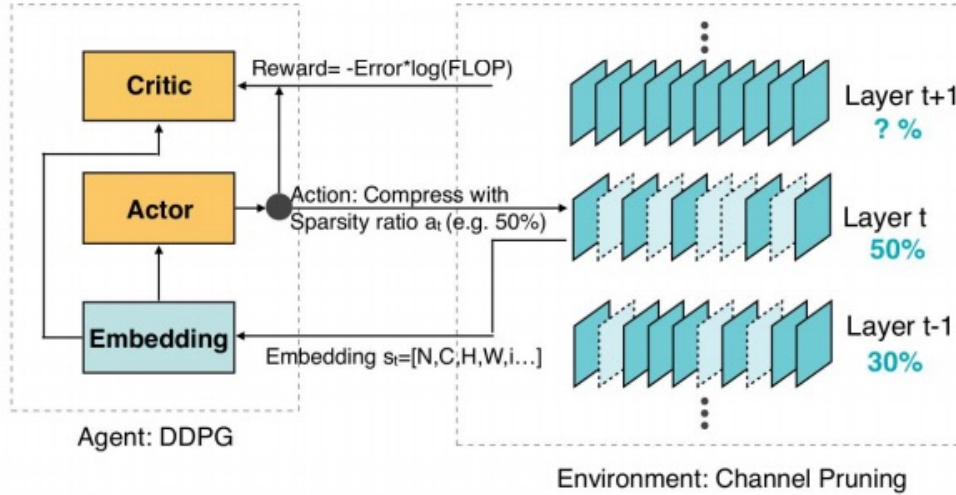 Critic
Reward= -Error*log(FLOP)
Layer t+1
? %
Actor
Action: Compress with
Sparsity ratio aₜ (e.g. 50%)
Layer t
50%
Embedding
Embedding sₜ=[N,C,H,W,i...]
Layer t-1
30%
Agent: DDPG
Environment: Channel Pruning